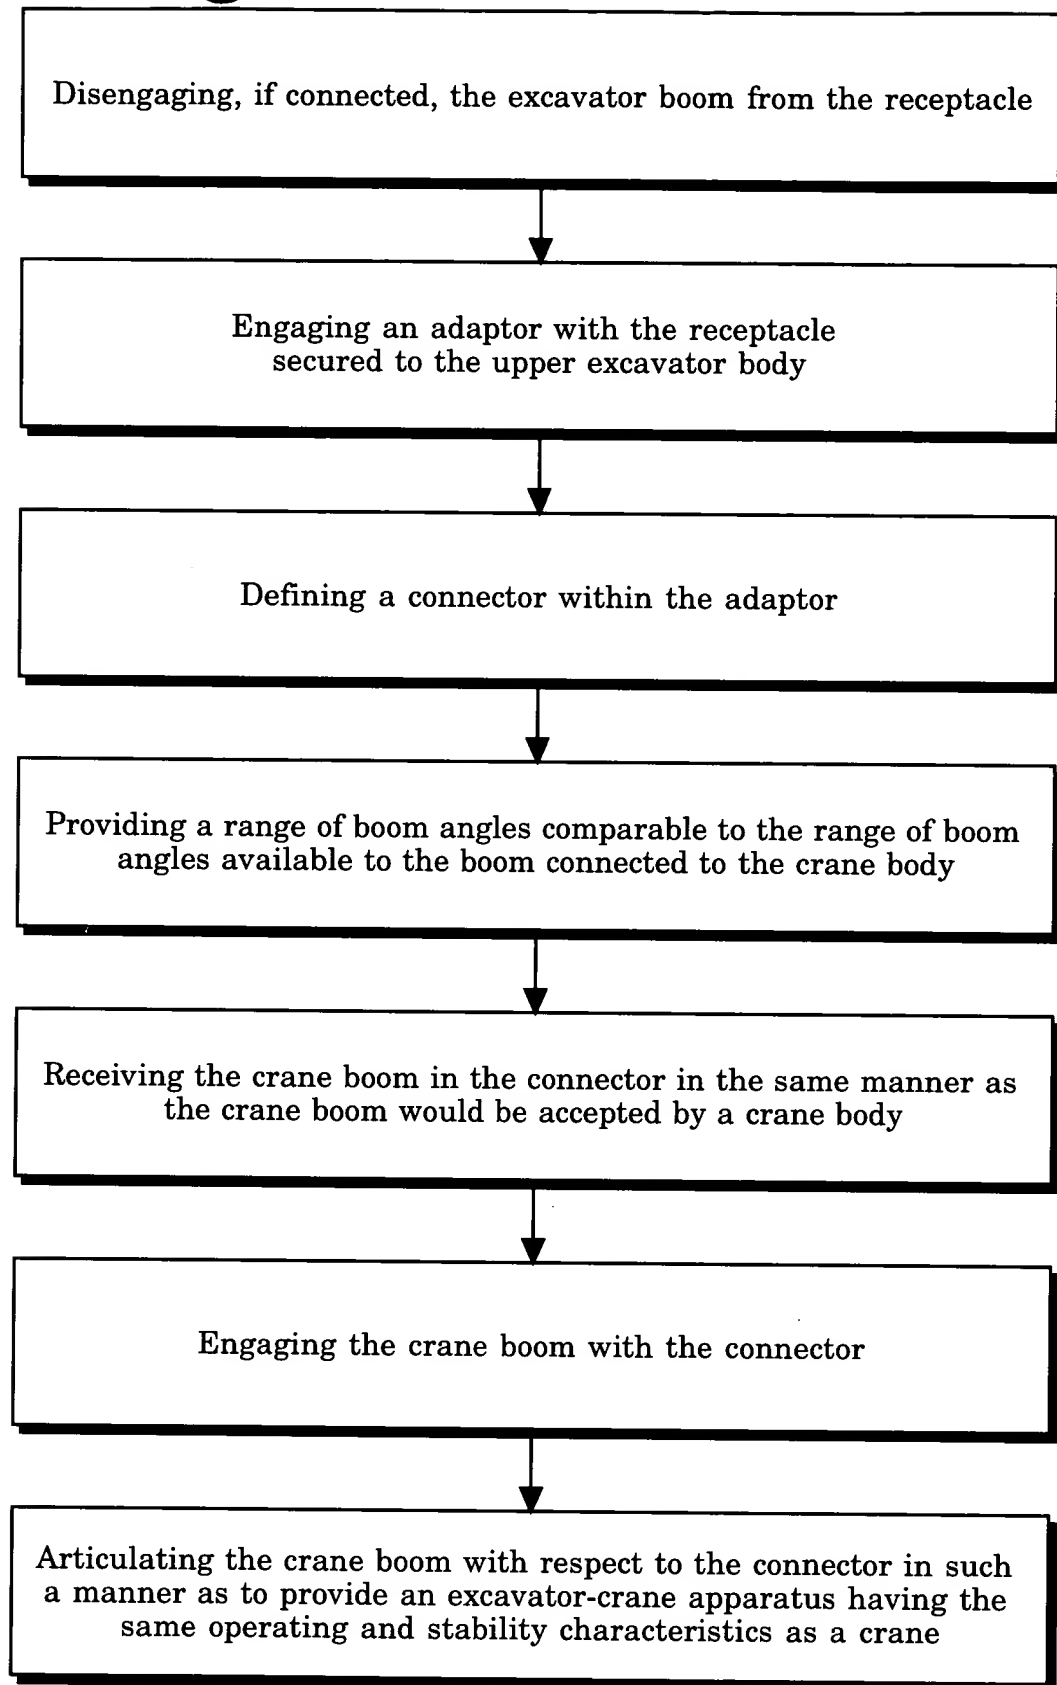 Disengaging, if connected, the excavator boom from the receptacle
Engaging an adaptor with the receptacle
secured to the upper excavator body
Defining a connector within the adaptor
Providing a range of boom angles comparable to the range of boom
angles available to the boom connected to the crane body
Receiving the crane boom in the connector in the same manner as
the crane boom would be accepted by a crane body
Engaging the crane boom with the connector
Articulating the crane boom with respect to the connector in such
a manner as to provide an excavator-crane apparatus having the
same operating and stability characteristics as a crane